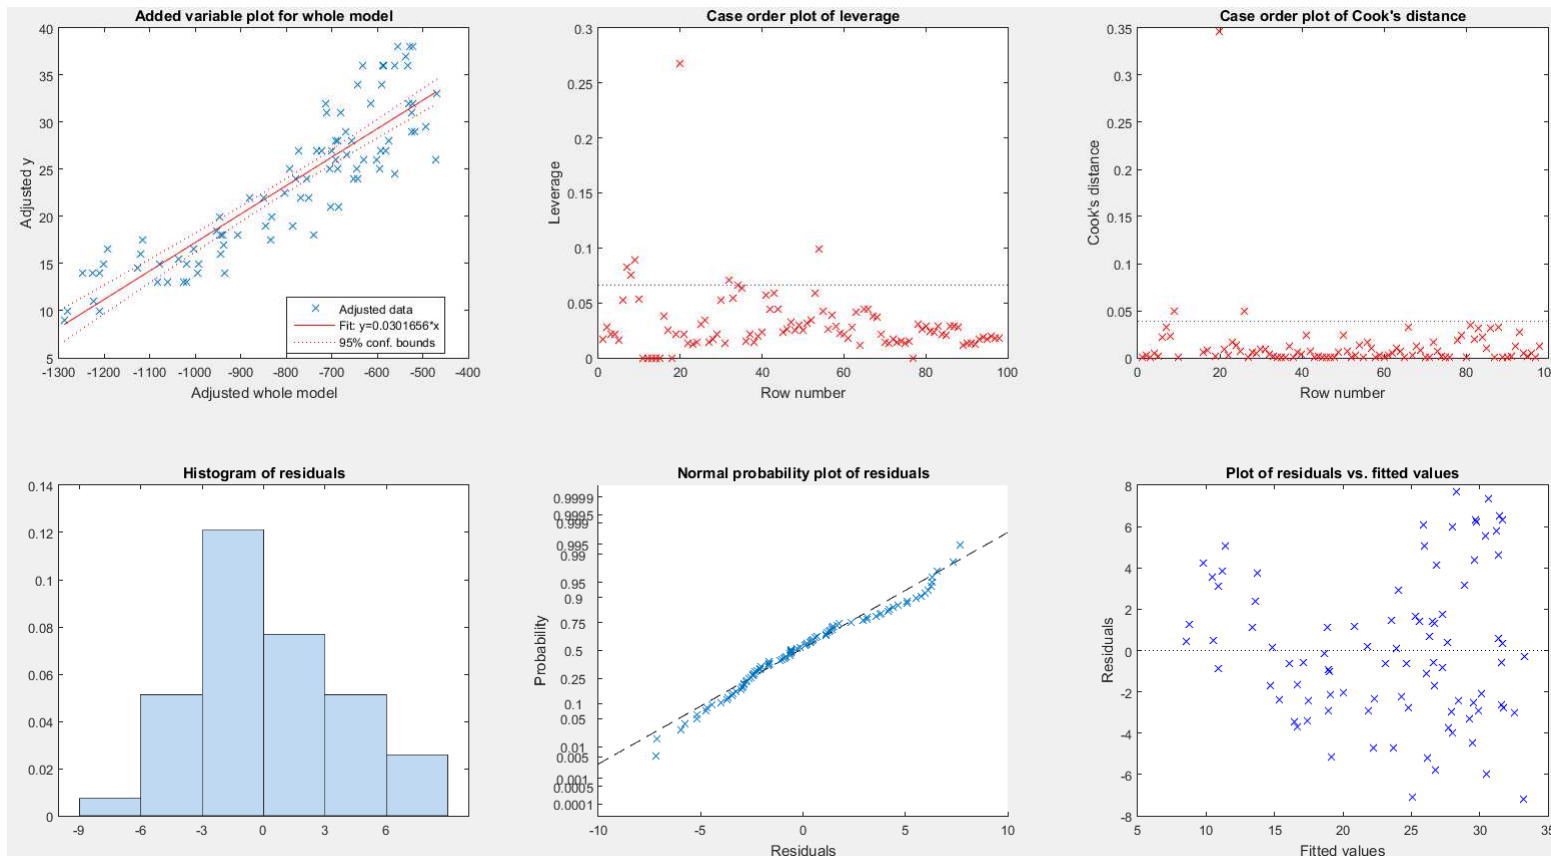 Added variable plot for whole model
40
35
30
25
20
15
10
5
Adjusted y
-1300 -1200 -1100 -1000 -900 -800 -700 -600 -500 -400
Adjusted whole model
Adjusted data
Fit: y=0.0301656*x
95% conf. bounds
Case order plot of leverage
0.3
0.25
0.2
0.15
0.1
0.05
0
Leverage
0 20 40 60 80 100
Row number
Case order plot of Cook's distance
0.35
0.3
0.25
0.2
0.15
0.1
0.05
0
Cook's distance
0 20 40 60 80 100
Row number
Histogram of residuals
0.14
0.12
0.1
0.08
0.06
0.04
0.02
0
-9 -6 -3 0 3 6
Normal probability plot of residuals
0.9999
0.9995
0.999
0.995
0.99
0.95
0.9
0.75
0.5
0.25
0.1
0.05
0.01
0.005
0.001
0.0005
0.0001
Probability
-10 -5 0 5 10
Residuals
Plot of residuals vs. fitted values
8
6
4
2
0
-2
-4
-6
-8
Residuals
5 10 15 20 25 30 35
Fitted values